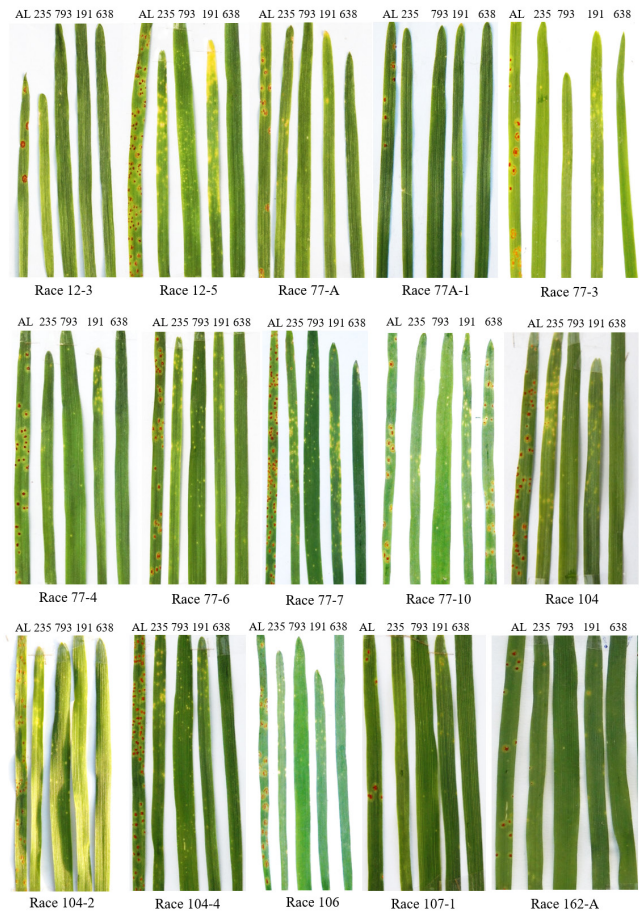 AL 235 793 191 638
AL 235 793 191 638
AL 235 793 191 638
AL 235 793 191 638
AL 235 793 191 638
Race 12-3
Race 12-5
Race 77-A
Race 77A-1
Race 77-3
AL 235 793 191 638
AL 235 793 191 638
AL 235 793 191 638
AL 235 793 191 638
AL 235 793 191 638
Race 77-4
Race 77-6
Race 77-7
Race 77-10
Race 104
AL 235 793 191 638
AL 235 793 191 638
AL 235 793 191 638
AL 235 793 191 638
AL 235 793 191 638
Race 104-2
Race 104-4
Race 106
Race 107-1
Race 162-A